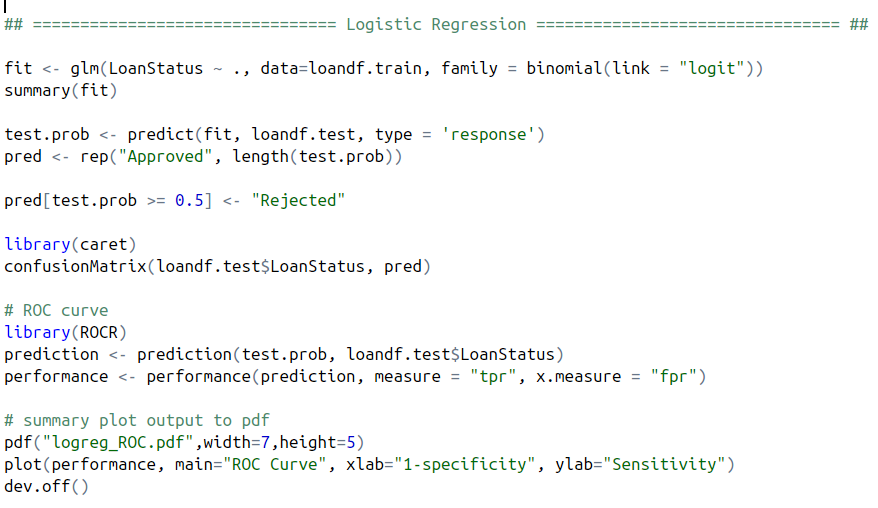 ## ================================ Logistic Regression ================================ ##
fit <- glm(LoanStatus ~ ., data=loandf.train, family = binomial(link = "logit"))
summary(fit)
test.prob <- predict(fit, loandf.test, type = 'response')
pred <- rep("Approved", length(test.prob))
pred[test.prob >= 0.5] <- "Rejected"
library(caret)
confusionMatrix(loandf.test$LoanStatus, pred)
# ROC curve
library(ROCR)
prediction <- prediction(test.prob, loandf.test$LoanStatus)
performance <- performance(prediction, measure = "tpr", x.measure = "fpr")
# summary plot output to pdf
pdf("logreg_ROC.pdf",width=7,height=5)
plot(performance, main="ROC Curve", xlab="1-specificity", ylab="Sensitivity")
dev.off()